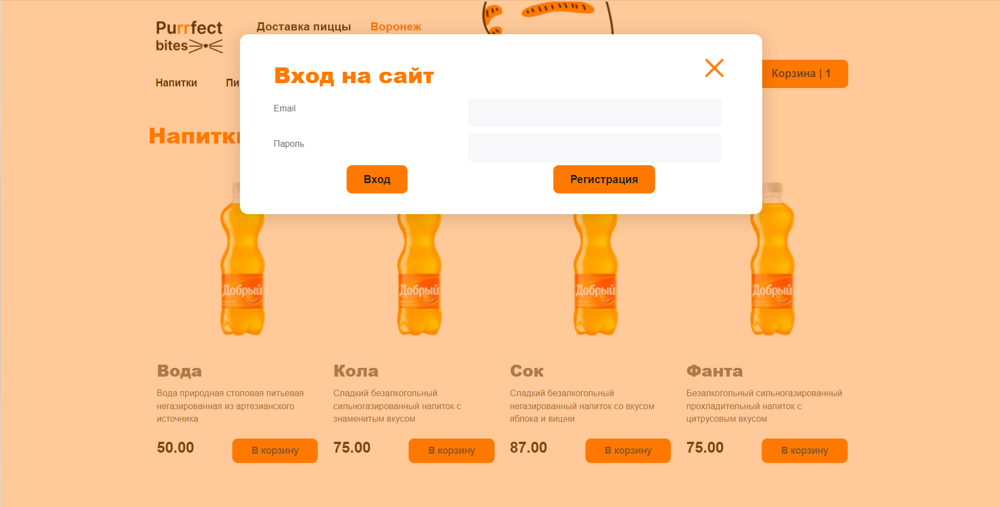 Purrfect
bites
Доставка пиццы Воронеж
Корзина | 1
Напитки Пи
Вход на сайт
Email
Пароль
Вход Регистрация
Напитки
Добрый Добрый Добрый Добрый
Вода
Вода природная столовая питьевая
негазированная из артезианского
источника
50.00 В корзину
Кола
Сладкий безалкогольный
сильногазированный напиток с
знаменитым вкусом
75.00 В корзину
Сок
Сладкий безалкогольный
негазированный напиток со вкусом
яблока и вишни
87.00 В корзину
Фанта
Безалкогольный сильногазированный
прохладительный напиток с
цитрусовым вкусом
75.00 В корзину